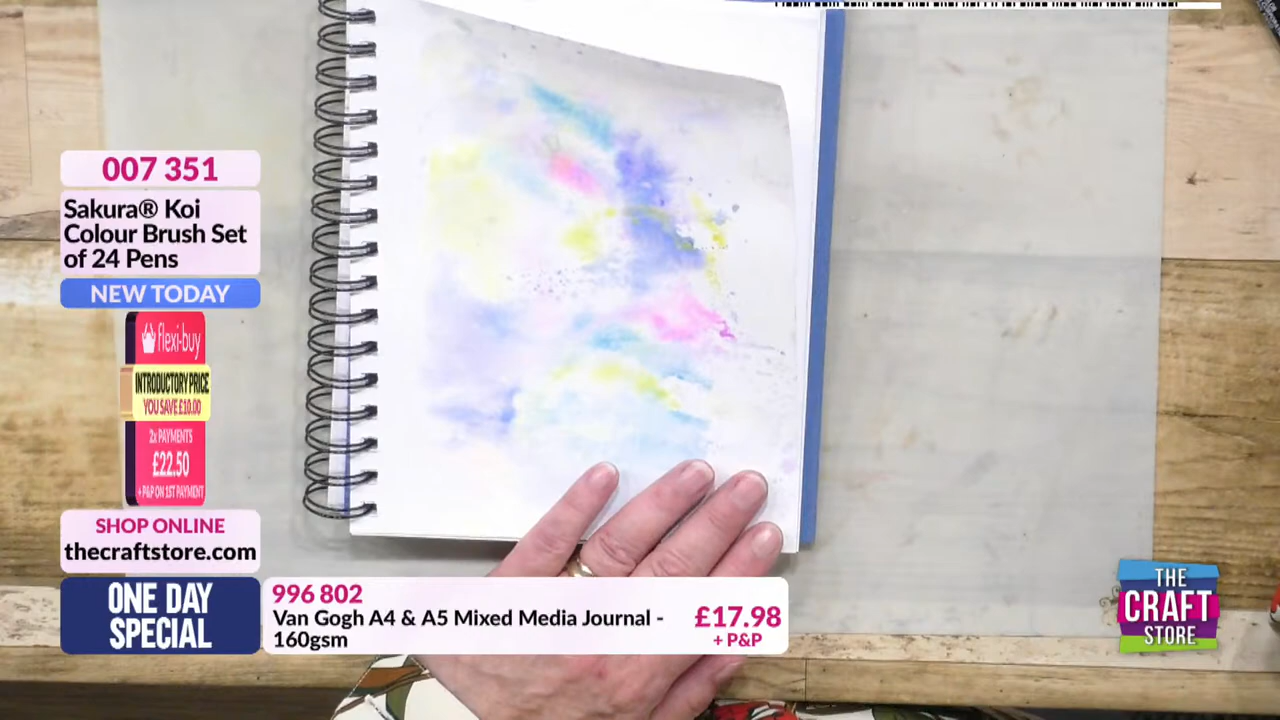 007 351
Sakura® Koi
Colour Brush Set
of 24 Pens
NEW TODAY
flexi-buy
INTRODUCTORY PRICE
YOU SAVE £10.00
2x PAYMENTS
£22.50
+ P&P ON 1ST PAYMENT
SHOP ONLINE
thecraftstore.com
ONE DAY
SPECIAL
996 802
Van Gogh A4 & A5 Mixed Media Journal -
160gsm
£17.98
+ P&P
THE
CRAFT
STORE